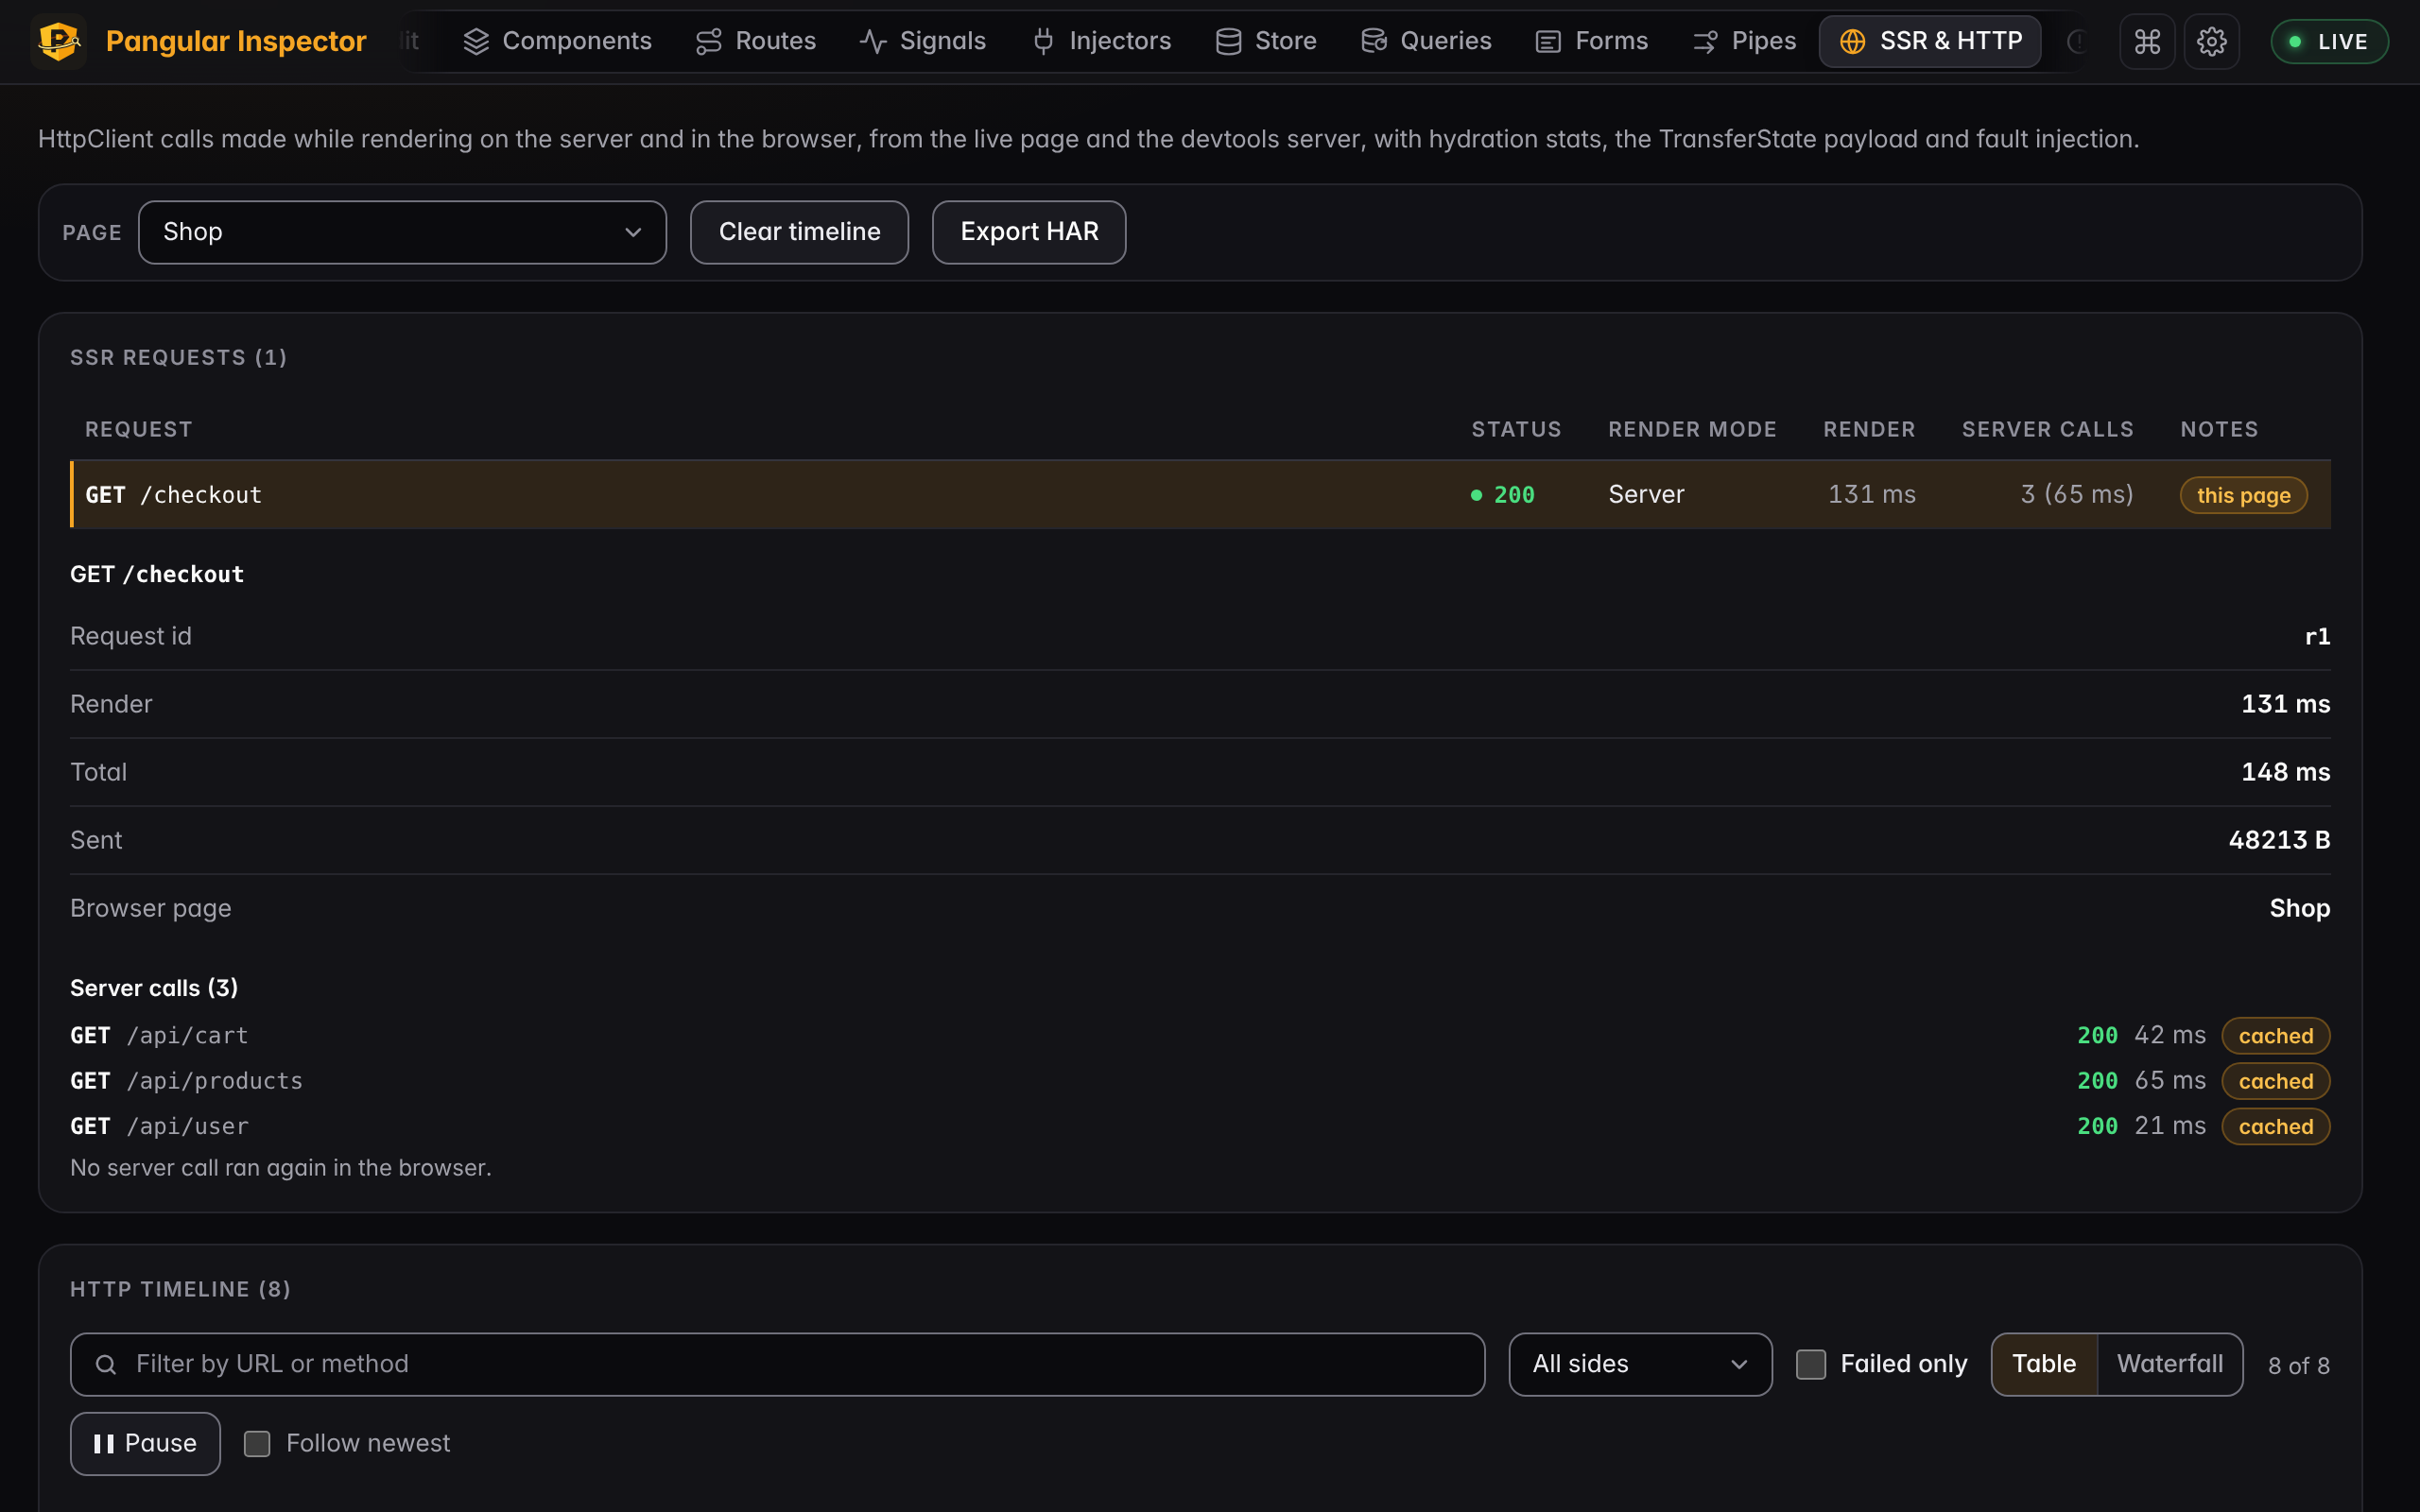 Pangular Inspector
Components
Routes
Signals
Injectors
Store
Queries
Forms
Pipes
SSR & HTTP
LIVE
HttpClient calls made while rendering on the server and in the browser, from the live page and the devtools server, with hydration stats, the TransferState payload and fault injection.
PAGE Shop Clear timeline Export HAR
SSR REQUESTS (1)
REQUEST STATUS RENDER MODE RENDER SERVER CALLS NOTES
GET /checkout 200 Server 131 ms 3 (65 ms) this page
GET /checkout
Request id r1
Render 131 ms
Total 148 ms
Sent 48213 B
Browser page Shop
Server calls (3)
GET /api/cart 200 42 ms cached
GET /api/products 200 65 ms cached
GET /api/user 200 21 ms cached
No server call ran again in the browser.
HTTP TIMELINE (8)
Filter by URL or method All sides Failed only Table Waterfall 8 of 8
Pause Follow newest